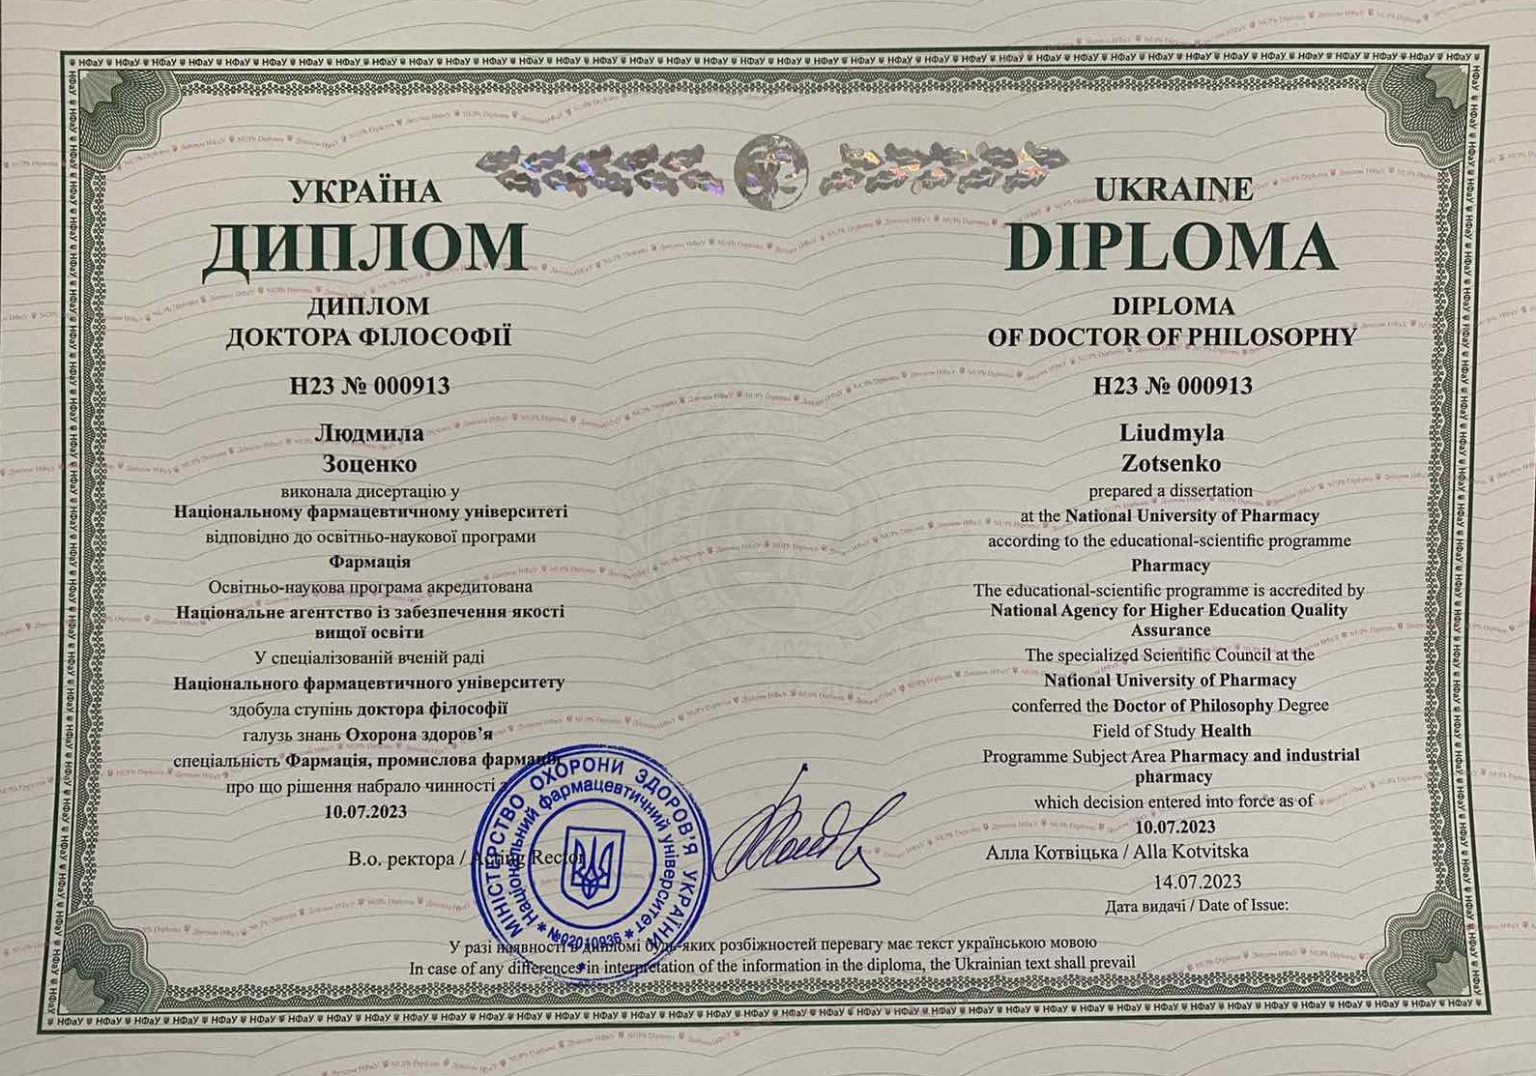 УКРАЇНА
ДИПЛОМ
ДИПЛОМ
ДОКТОРА ФІЛОСОФІЇ
Н23 № 000913
Людмила
Зоценко
виконала дисертацію у
Національному фармацевтичному університеті
відповідно до освітньо-наукової програми
Фармація
Освітньо-наукова програма акредитована
Національне агентство із забезпечення якості
вищої освіти
У спеціалізованій вченій раді
Національного фармацевтичного університету
здобула ступінь доктора філософії
галузь знань Охорона здоров’я
спеціальність Фармація, промислова фармація
про що рішення набрало чинності з
10.07.2023
В.о. ректора / Acting Rector
UKRAINE
DIPLOMA
DIPLOMA
OF DOCTOR OF PHILOSOPHY
H23 № 000913
Liudmyla
Zotsenko
prepared a dissertation
at the National University of Pharmacy
according to the educational-scientific programme
Pharmacy
The educational-scientific programme is accredited by
National Agency for Higher Education Quality
Assurance
The specialized Scientific Council at the
National University of Pharmacy
conferred the Doctor of Philosophy Degree
Field of Study Health
Programme Subject Area Pharmacy and industrial
pharmacy
which decision entered into force as of
10.07.2023
Алла Котвіцька / Alla Kotvitska
14.07.2023
Дата видачі / Date of Issue:
МІНІСТЕРСТВО ОХОРОНИ ЗДОРОВ'Я УКРАЇНИ
Національний фармацевтичний університет
№02010936
У разі наявності в дипломі будь-яких розбіжностей перевагу має текст українською мовою
In case of any differences in interpretation of the information in the diploma, the Ukrainian text shall prevail